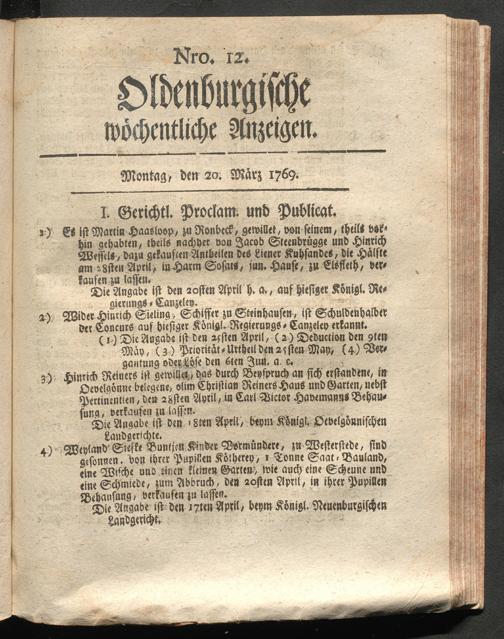 Nro. 12.
Oldenburgische
wöchentliche Anzeigen.
Montag, den 20. März 1769.
I. Gerichtl. Proclam. und Publicat.
1) Es ist Martin Haasloop, zu Ronbeck, gewillet, von seinem, theils vor-
hin gehabten, theils nachher von Jacob Steenbrügge und Hinrich
Wessels, dazu gekauften Antheilen des Liener Kuhsandes, die Hälfte
am 28sten April, in Harm Sosats, jun. Hause, zu Elsfleth, ver-
kaufen zu lassen.
Die Angabe ist den 20sten April h. a., auf hiesiger Königl. Re-
gierungs-Canzeley.
2) Wider Hinrich Sieling, Schiffer zu Steinhausen, ist Schuldenhalber
der Concurs auf hiesiger Königl. Regierungs-Canzeley erkannt.
(1.) Die Angabe ist den 25sten April, (2) Deduction den 9ten
May, (3.) Priorität-Urtheil den 25sten May, (4.) Ver-
gantung oder Löse den 6ten Jun. a. c.
3) Hinrich Reiners ist gewillet, das durch Beyspruch an sich erstandene, in
Oevelgönne belegene, olim Christian Reiners Haus und Garten, nebst
Pertinentien, den 28sten April, in Carl Victor Havemanns Behau-
sung, verkaufen zu lassen.
Die Angabe ist den 18ten April, beym Königl. Oevelgönnischen
Landgerichte.
4) Weyland Siefke Buntjen Kinder Vormündere, zu Westerstede, sind
gesonnen, von ihrer Pupillen Kötherey, 1 Tonne Saat-Bauland,
eine Wische und einen kleinen Garten, wie auch eine Scheune und
eine Schmiede, zum Abbruch, den 20sten April, in ihrer Pupillen
Behausung, verkaufen zu lassen.
Die Angabe ist den 17ten April, beym Königl. Neuenburgischen
Landgericht.